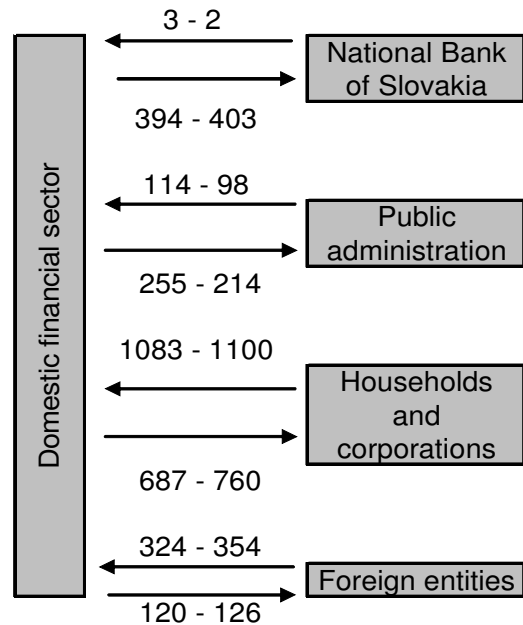 Domestic financial sector
3 - 2
National Bank
of Slovakia
394 - 403
114 - 98
Public
administration
255 - 214
1083 - 1100
Households
and
corporations
687 - 760
324 - 354
Foreign entities
120 - 126